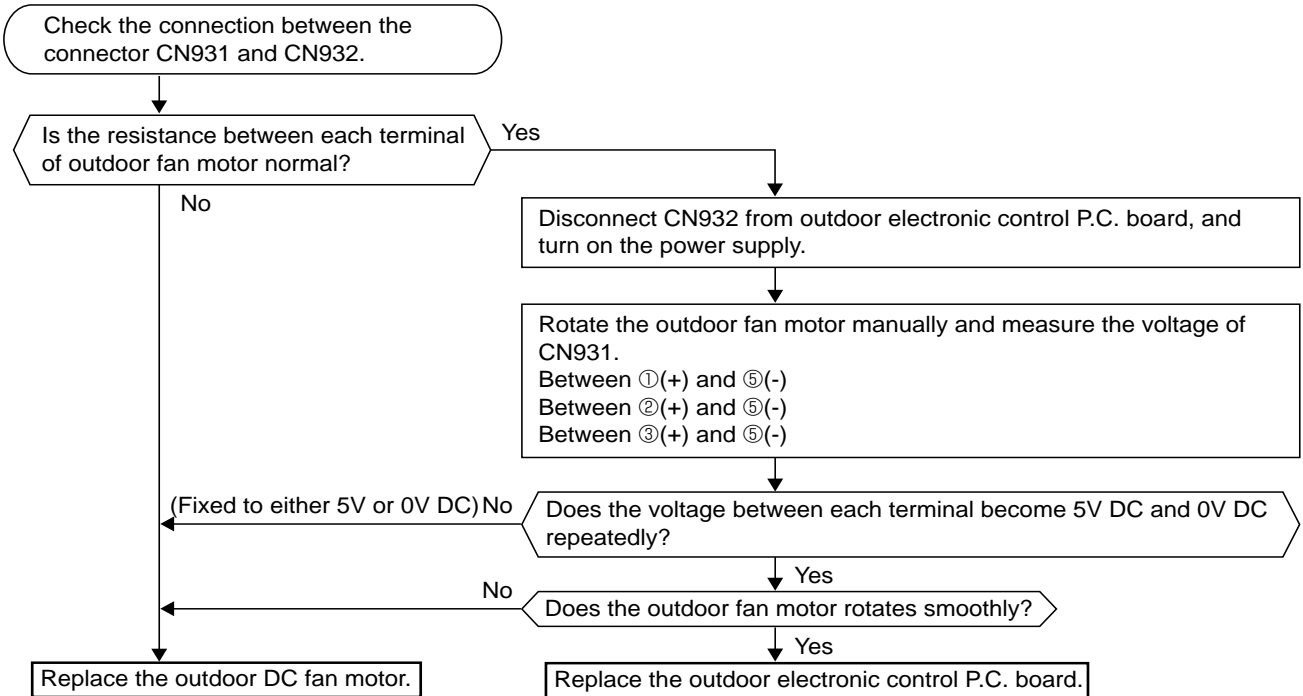 Check the connection between the
connector CN931 and CN932.
Is the resistance between each terminal
of outdoor fan motor normal?
Yes
No
Disconnect CN932 from outdoor electronic control P.C. board, and
turn on the power supply.
Rotate the outdoor fan motor manually and measure the voltage of
CN931.
Between ①(+) and ⑤(-)
Between ②(+) and ⑤(-)
Between ③(+) and ⑤(-)
(Fixed to either 5V or 0V DC) No
Does the voltage between each terminal become 5V DC and 0V DC
repeatedly?
Yes
No
Does the outdoor fan motor rotates smoothly?
Yes
Replace the outdoor DC fan motor.
Replace the outdoor electronic control P.C. board.